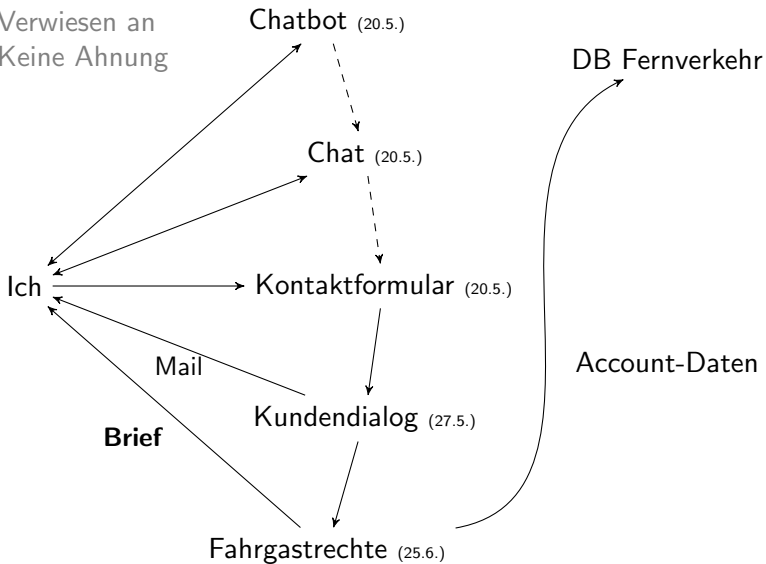 Verwiesen an
Keine Ahnung
Chatbot (20.5.)
DB Fernverkehr
Chat (20.5.)
Ich
Kontaktformular (20.5.)
Mail
Account-Daten
Kundendialog (27.5.)
Brief
Fahrgastrechte (25.6.)